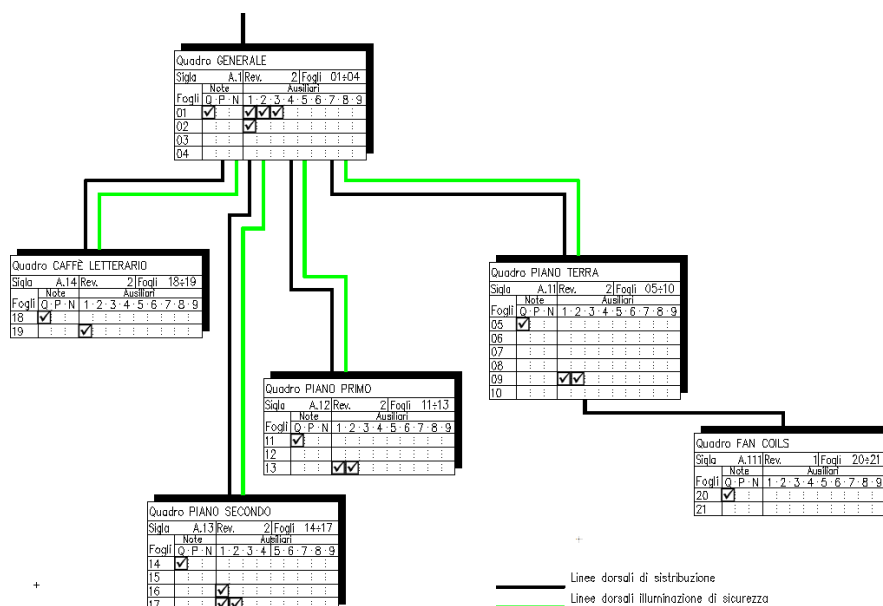 Quadro GENERALE
Sigla A.1 Rev. 2 Fogli 01÷04
Note Ausiliari
Fogli Q·P·N 1·2·3·4·5·6·7·8·9
01
02
03
04
Quadro CAFFÈ LETTERARIO
Sigla A.14 Rev. 2 Fogli 18÷19
Note Ausiliari
Fogli Q·P·N 1·2·3·4·5·6·7·8·9
18
19
Quadro PIANO TERRA
Sigla A.11 Rev. 2 Fogli 05÷10
Note Ausiliari
Fogli Q·P·N 1·2·3·4·5·6·7·8·9
05
06
07
08
09
10
Quadro PIANO PRIMO
Sigla A.12 Rev. 2 Fogli 11÷13
Note Ausiliari
Fogli Q·P·N 1·2·3·4·5·6·7·8·9
11
12
13
Quadro FAN COILS
Sigla A.111 Rev. 1 Fogli 20÷21
Note Ausiliari
Fogli Q·P·N 1·2·3·4·5·6·7·8·9
20
21
Quadro PIANO SECONDO
Sigla A.13 Rev. 2 Fogli 14÷17
Note Ausiliari
Fogli Q·P·N 1·2·3·4·5·6·7·8·9
14
15
16
17
Linee dorsali di sistribuzione
Linee dorsali illuminazione di sicurezza